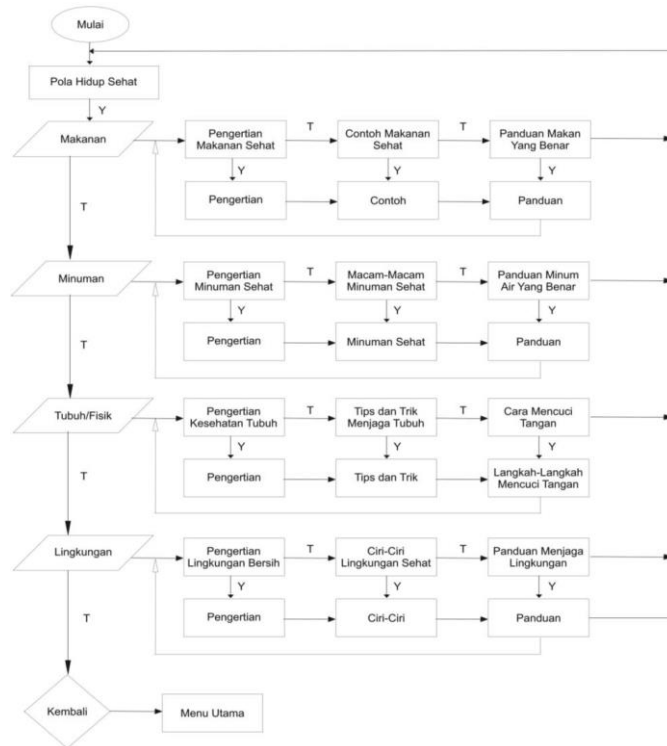 Mulai
Pola Hidup Sehat
Y
Makanan
Pengertian
Makanan Sehat
T
Contoh Makanan
Sehat
T
Panduan Makan
Yang Benar
Y
Y
Y
Pengertian
Contoh
Panduan
T
Minuman
Pengertian
Minuman Sehat
T
Macam-Macam
Minuman Sehat
T
Panduan Minum
Air Yang Benar
Y
Y
Y
Pengertian
Minuman Sehat
Panduan
T
Tubuh/Fisik
Pengertian
Kesehatan Tubuh
T
Tips dan Trik
Menjaga Tubuh
T
Cara Mencuci
Tangan
Y
Y
Y
Pengertian
Tips dan Trik
Langkah-Langkah
Mencuci Tangan
T
Lingkungan
Pengertian
Lingkungan Bersih
T
Ciri-Ciri
Lingkungan Sehat
T
Panduan Menjaga
Lingkungan
Y
Y
Y
Pengertian
Ciri-Ciri
Panduan
T
Kembali
Menu Utama